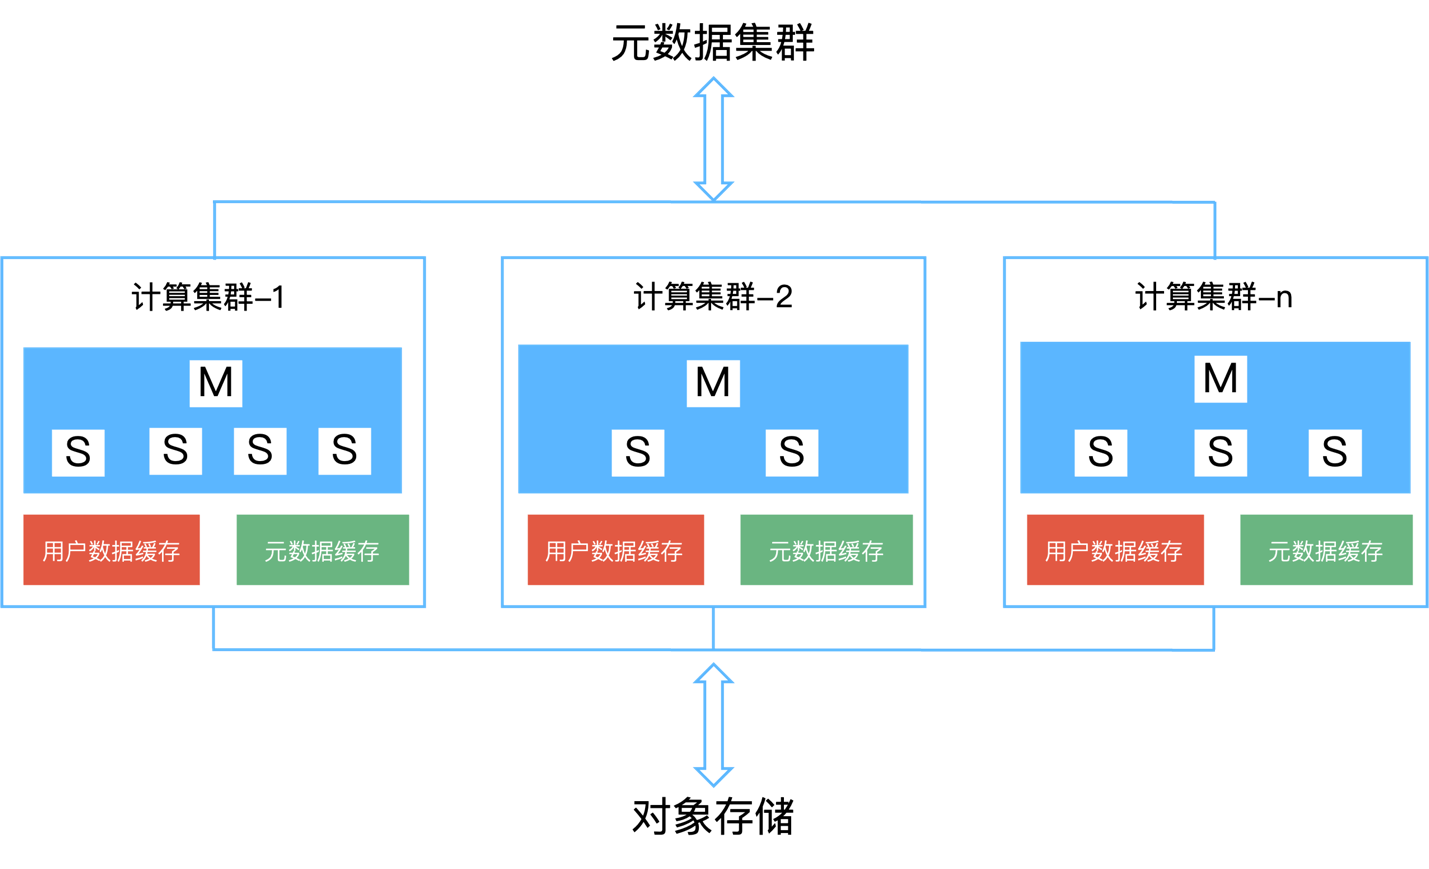 元数据集群
计算集群-1
M
S S S S
用户数据缓存 元数据缓存
计算集群-2
M
S S
用户数据缓存 元数据缓存
计算集群-n
M
S S S
用户数据缓存 元数据缓存
对象存储